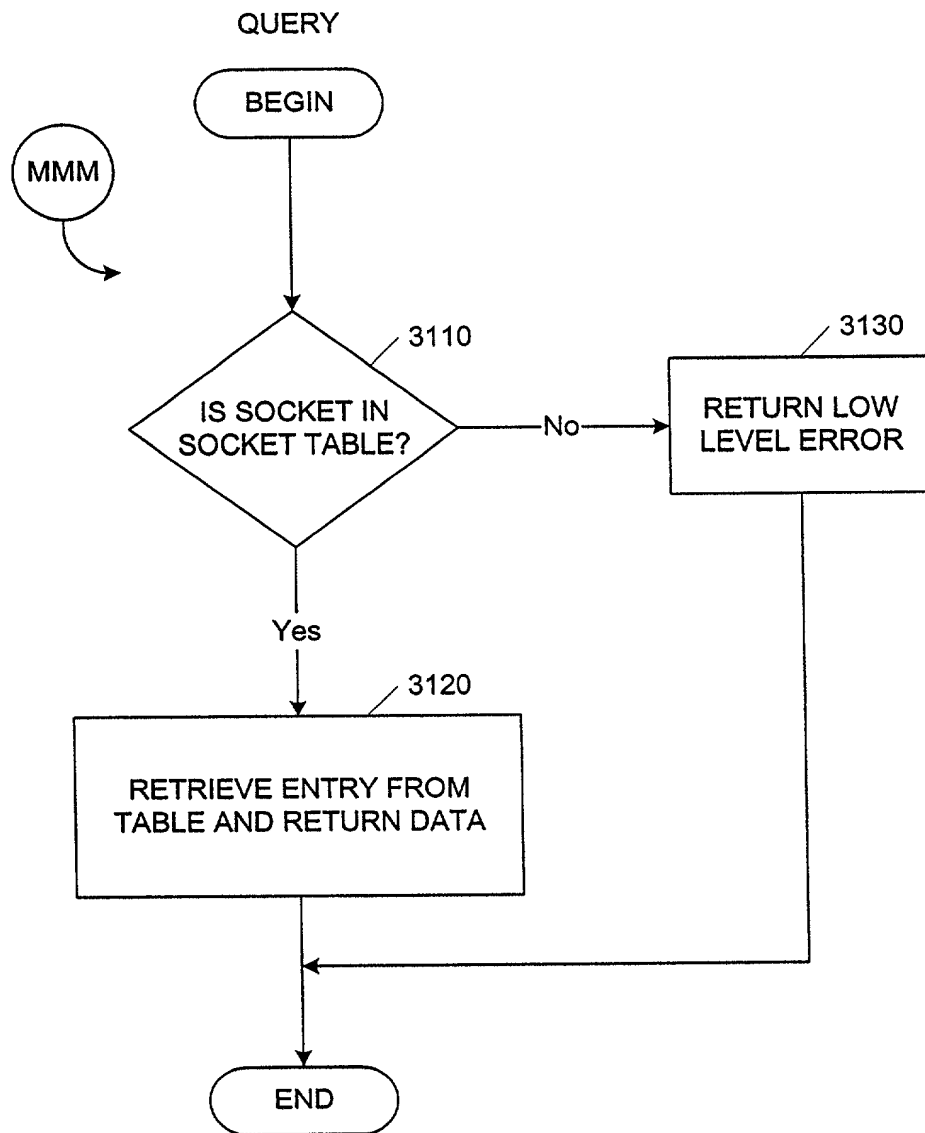 QUERY
BEGIN
MMM
3110
IS SOCKET IN
SOCKET TABLE?
No
3130
RETURN LOW
LEVEL ERROR
Yes
3120
RETRIEVE ENTRY FROM
TABLE AND RETURN DATA
END